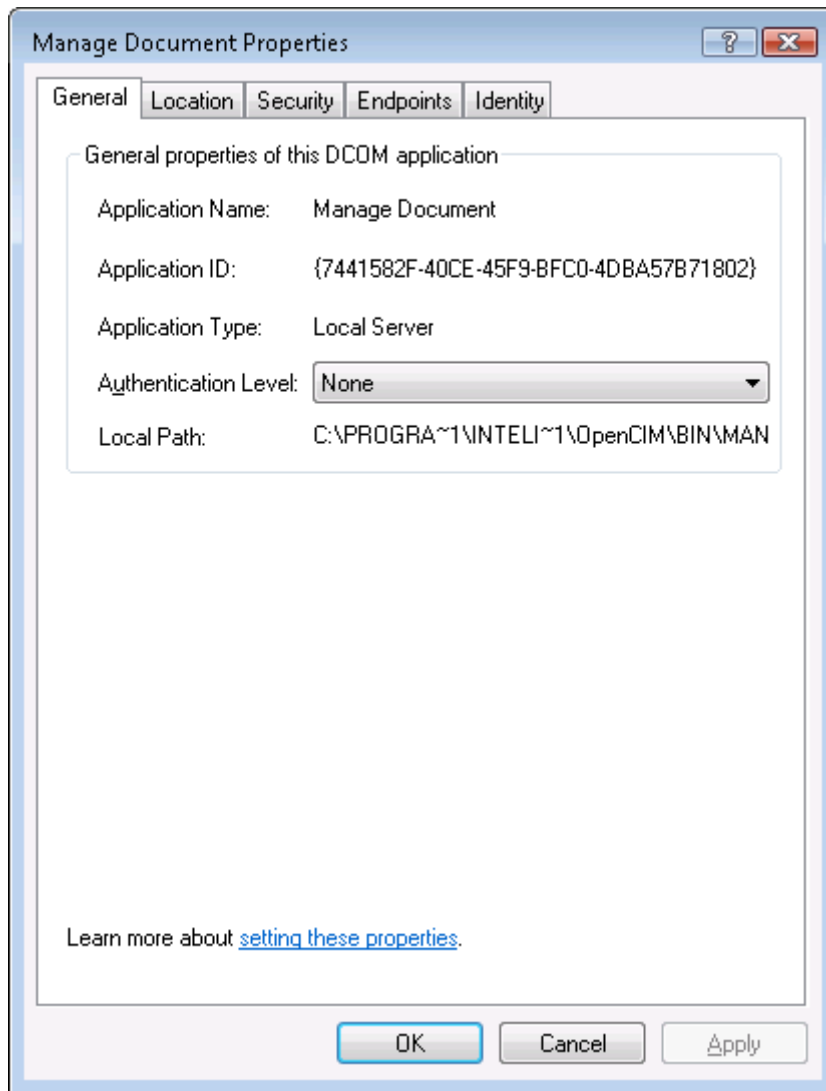 Manage Document Properties
General Location Security Endpoints Identity
General properties of this DCOM application
Application Name: Manage Document
Application ID: {7441582F-40CE-45F9-BFC0-4DBA57B71802}
Application Type: Local Server
Authentication Level: None
Local Path: C:\PROGRA~1\INTELI~1\OpenCIM\BIN\MAN
Learn more about setting these properties.
OK Cancel Apply